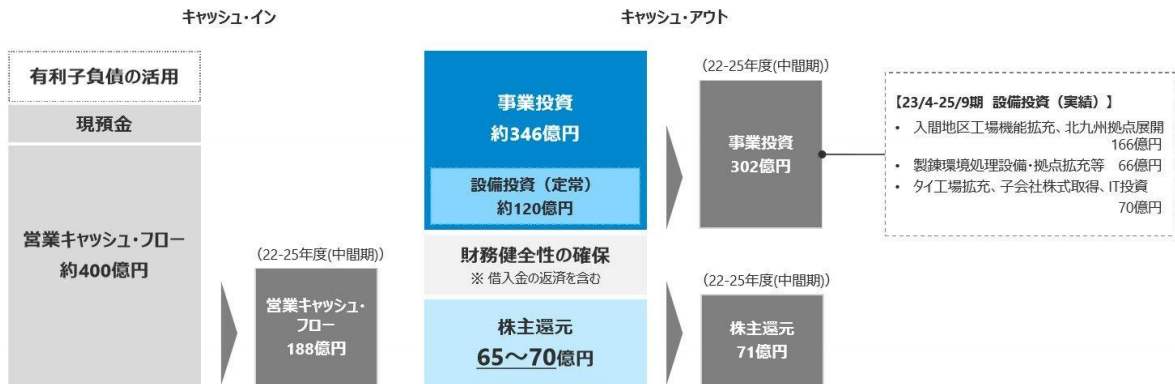 キャッシュ・イン
キャッシュ・アウト
有利子負債の活用
現預金
営業キャッシュ・フロー
約400億円
(22-25年度(中間期))
営業キャッシュ・
フロー
188億円
事業投資
約346億円
設備投資（定常）
約120億円
財務健全性の確保
※ 借入金の返済を含む
株主還元
65～70億円
(22-25年度(中間期))
事業投資
302億円
(22-25年度(中間期))
株主還元
71億円
【23/4-25/9期 設備投資（実績）】
• 入間地区工場機能拡充、北九州拠点展開
166億円
• 製錬環境処理設備・拠点拡充等 66億円
• タイ工場拡充、子会社株式取得、IT投資
70億円